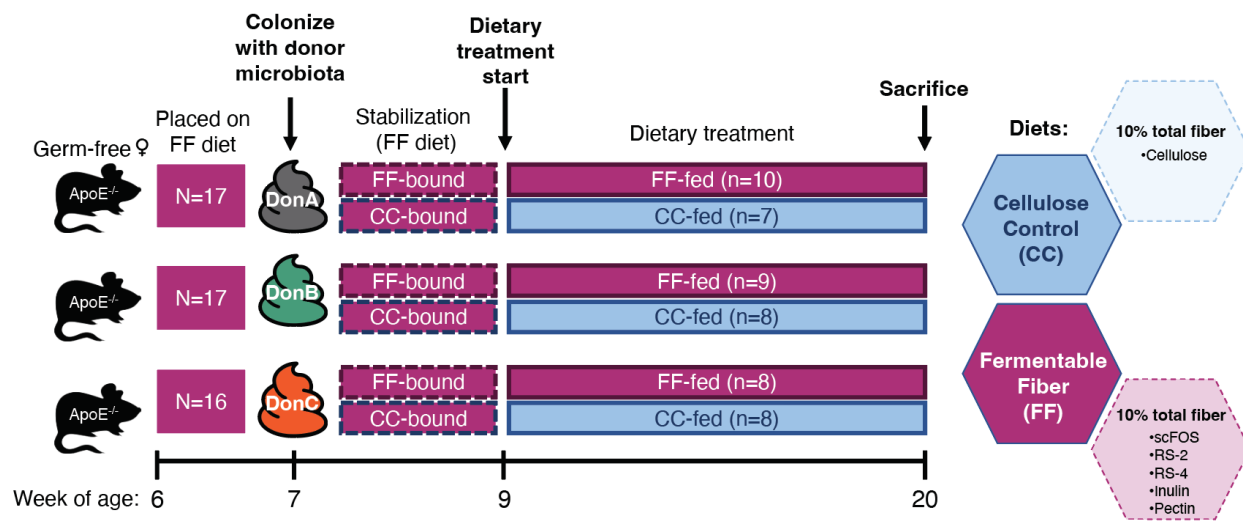 Colonize
with donor
microbiota
Dietary
treatment
start
Sacrifice
Placed on
FF diet
Stabilization
(FF diet)
Dietary treatment
Diets:
Germ-free ♀
ApoE-/-
N=17
DonA
FF-bound
CC-bound
FF-fed (n=10)
CC-fed (n=7)
ApoE-/-
N=17
DonB
FF-bound
CC-bound
FF-fed (n=9)
CC-fed (n=8)
ApoE-/-
N=16
DonC
FF-bound
CC-bound
FF-fed (n=8)
CC-fed (n=8)
Week of age:
6
7
9
20
10% total fiber
•Cellulose
Cellulose
Control
(CC)
Fermentable
Fiber
(FF)
10% total fiber
•scFOS
•RS-2
•RS-4
•Inulin
•Pectin